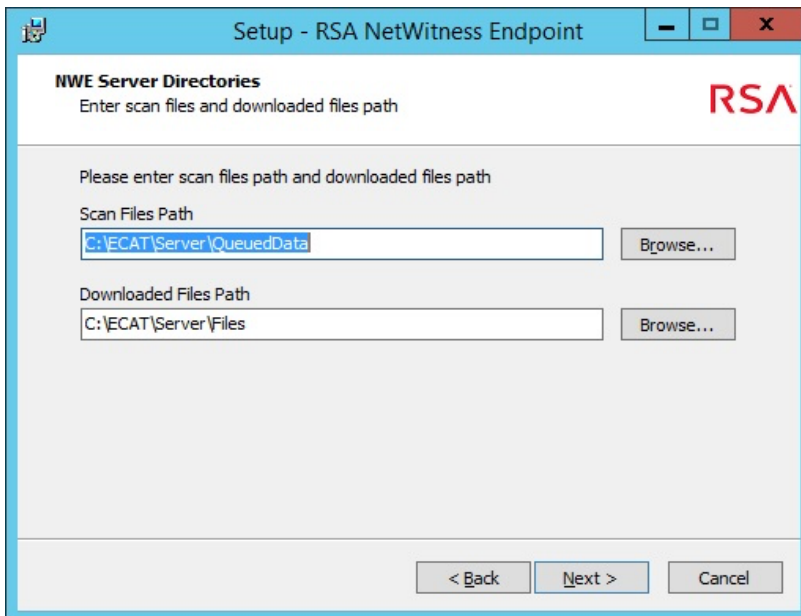 Setup - RSA NetWitness Endpoint
NWE Server Directories
Enter scan files and downloaded files path
RSA
Please enter scan files path and downloaded files path
Scan Files Path
C:\ECAT\Server\QueuedData
Browse...
Downloaded Files Path
C:\ECAT\Server\Files
Browse...
< Back
Next >
Cancel